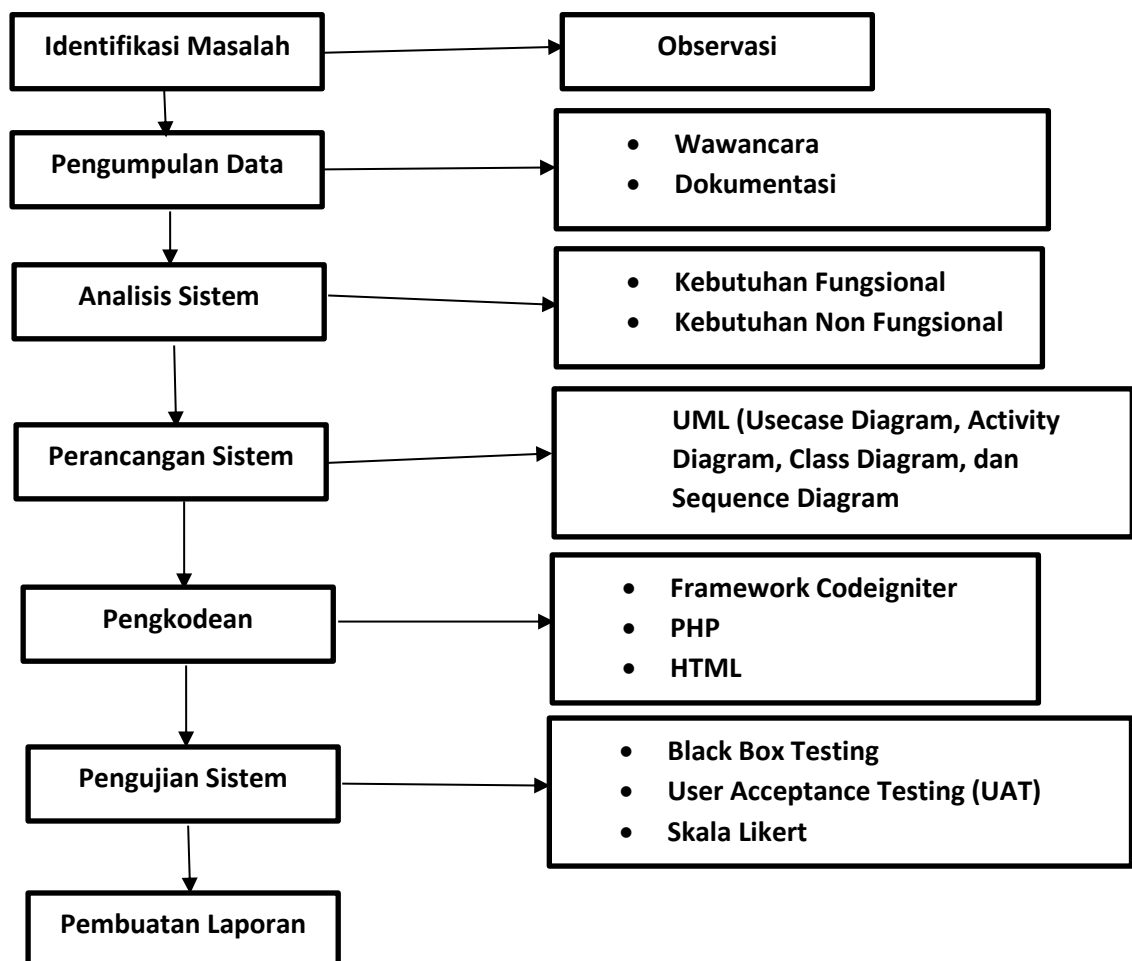 Identifikasi Masalah
Observasi
Pengumpulan Data
• Wawancara
• Dokumentasi
Analisis Sistem
• Kebutuhan Fungsional
• Kebutuhan Non Fungsional
Perancangan Sistem
UML (Usecase Diagram, Activity
Diagram, Class Diagram, dan
Sequence Diagram
Pengkodean
• Framework Codeigniter
• PHP
• HTML
Pengujian Sistem
• Black Box Testing
• User Acceptance Testing (UAT)
• Skala Likert
Pembuatan Laporan